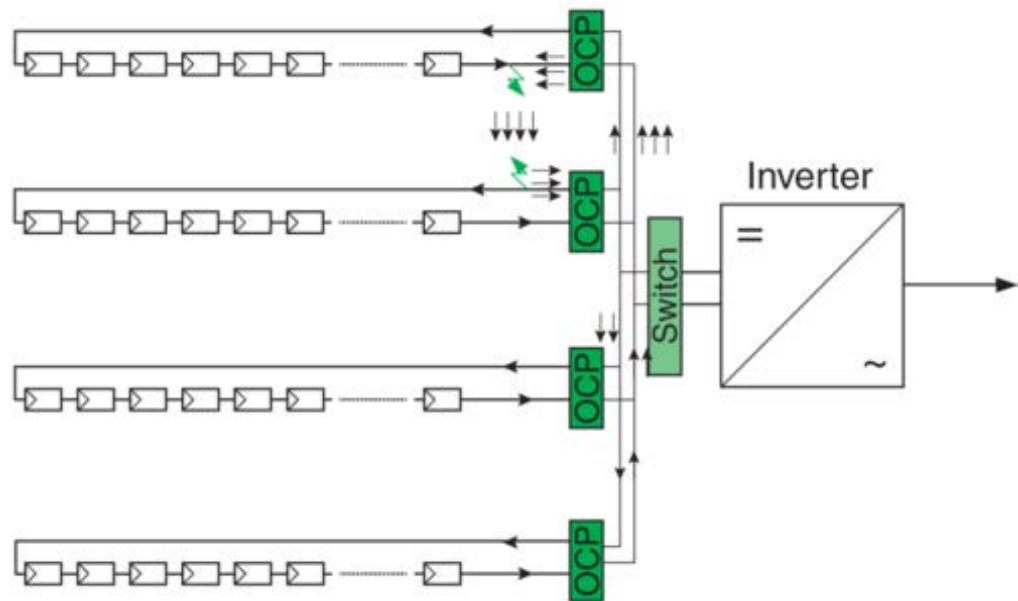 OCP
OCP
Inverter
=
Switch
~
OCP
OCP